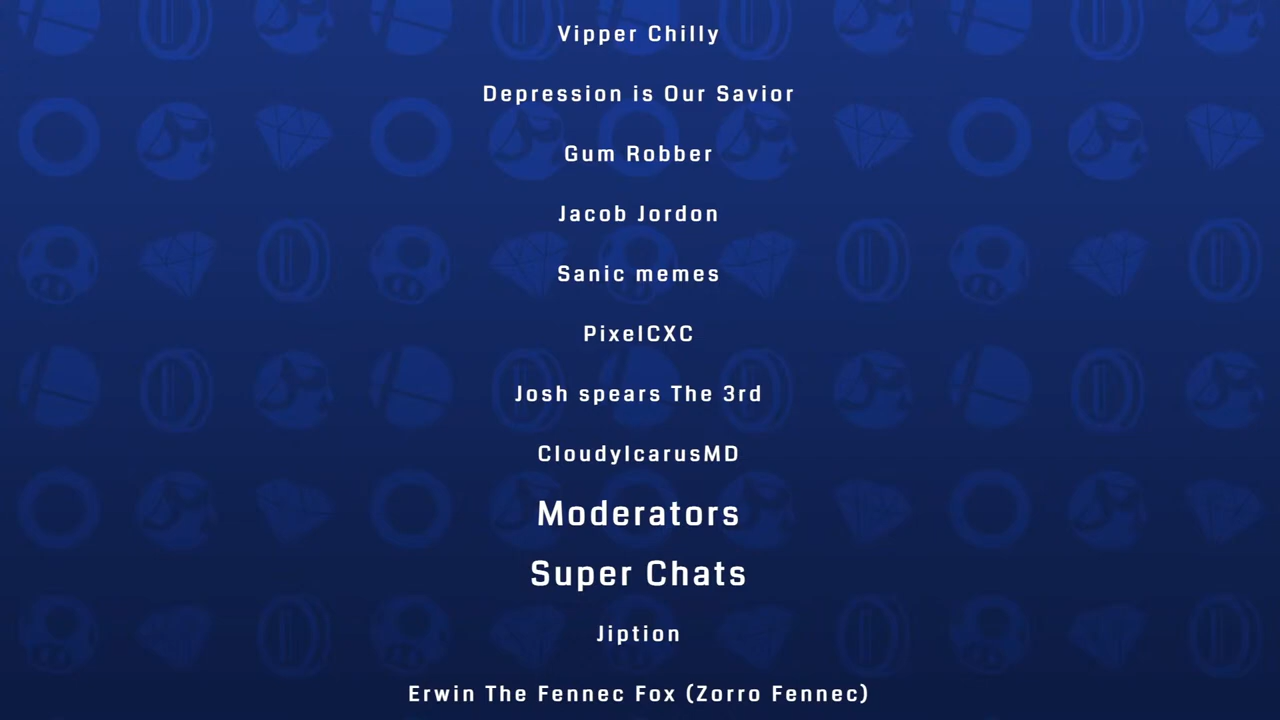 Vipper Chilly
Depression is Our Savior
Gum Robber
Jacob Jordon
Sanic memes
PixelCXC
Josh spears The 3rd
CloudyIcarusMD
Moderators
Super Chats
Jiption
Erwin The Fennec Fox (Zorro Fennec)